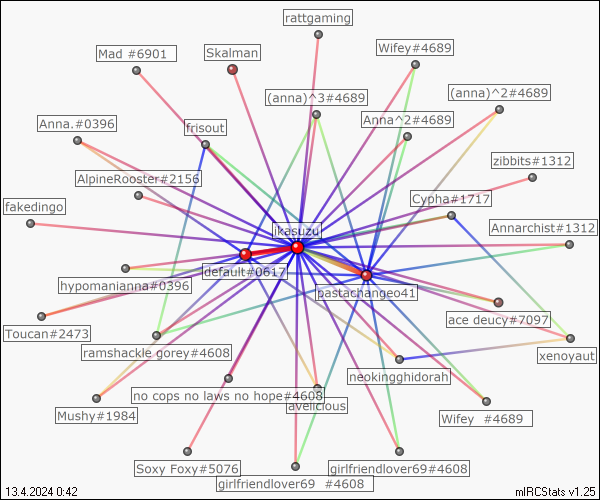 rattgaming
Mad #6901
Skalman
Wifey#4689
(anna)^3#4689
(anna)^2#4689
Anna.#0396
frisout
Anna^2#4689
zibbits#1312
AlpineRooster#2156
Cypha#1717
fakedingo
ikasuzu
Annarchist#1312
default#0617
hypomanianna#0396
pastachangeo41
Toucan#2473
ace deucy#7097
ramshackle gorey#4608
xenoyaut
neokingghidorah
no cops no laws no hope#4608
avelicious
Mushy#1984
Wifey  #4689
Soxy Foxy#5076
girlfriendlover69#4608
girlfriendlover69  #4608
13.4.2024 0:42
mIRCStats v1.25